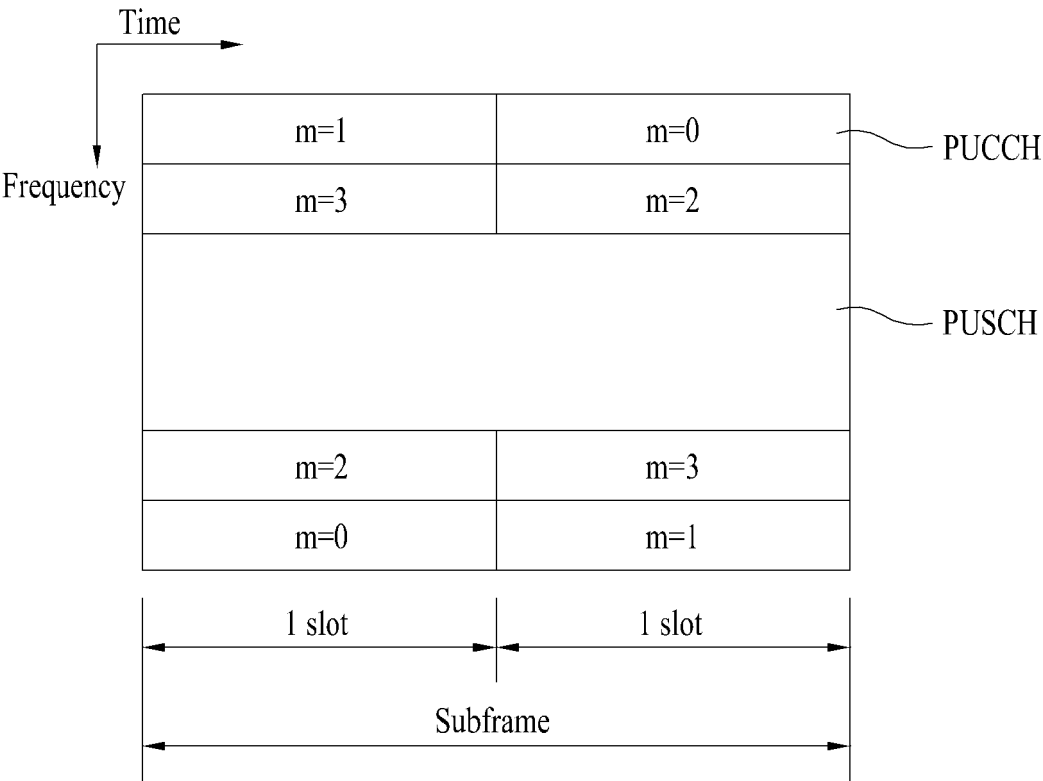 Time
Frequency
m=1 m=0
PUCCH
m=3 m=2
PUSCH
m=2 m=3
m=0 m=1
1 slot 1 slot
Subframe